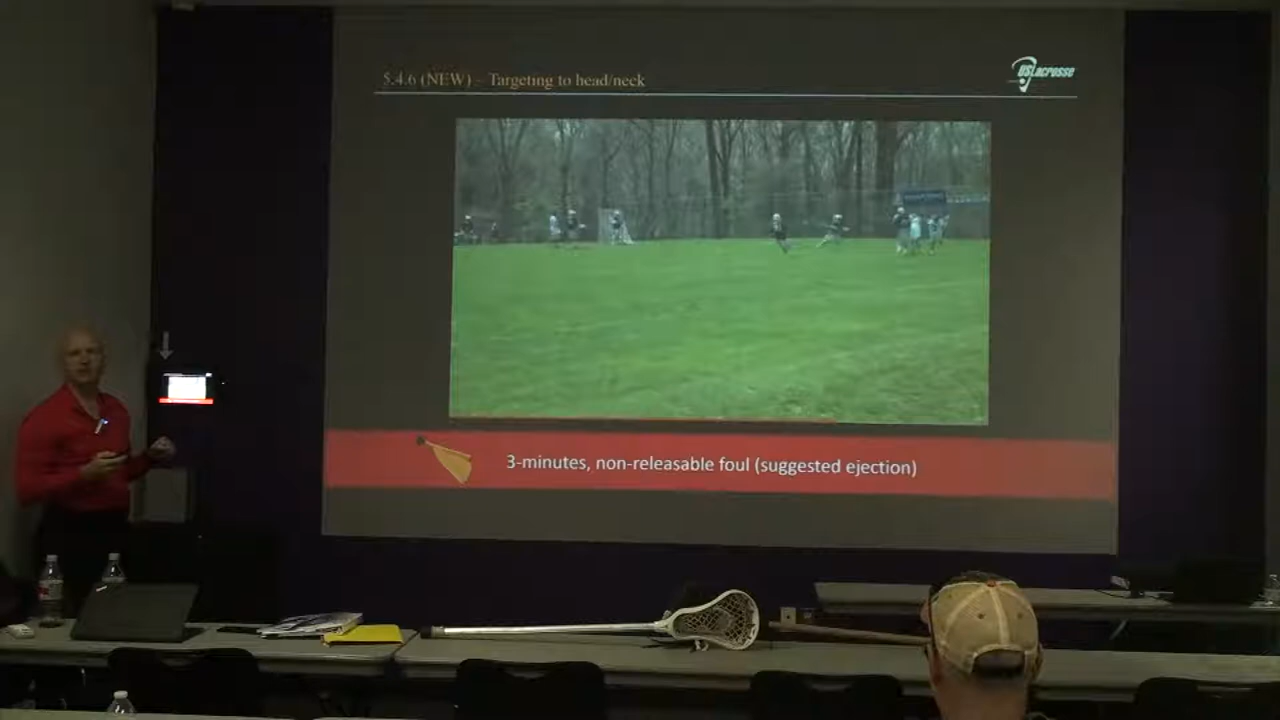 5.4.6 (NEW) – Targeting to head/neck
USLacrosse
3-minutes, non-releasable foul (suggested ejection)